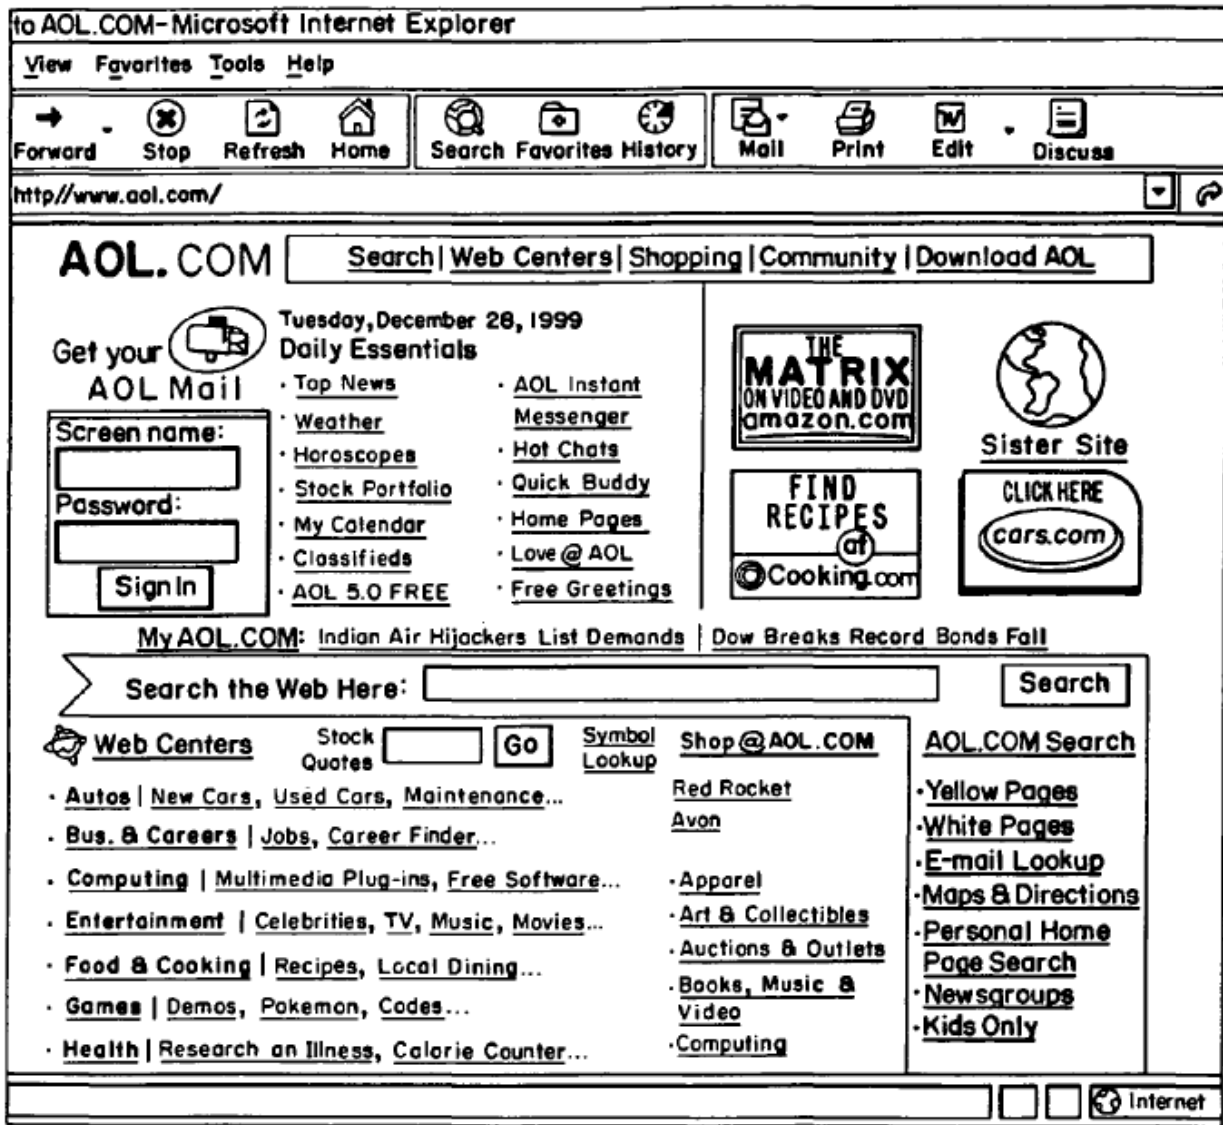 to AOL.COM-Microsoft Internet Explorer
View Favorites Tools Help
Forward Stop Refresh Home Search Favorites History Mail Print Edit Discuss
http//www.aol.com/
AOL.COM Search | Web Centers | Shopping | Community | Download AOL
Get your
AOL Mail
Screen name:
Password:
Sign In
Tuesday, December 28, 1999
Daily Essentials
· Top News
· Weather
· Horoscopes
· Stock Portfolio
· My Calendar
· Classifieds
· AOL 5.0 FREE
· AOL Instant
Messenger
· Hot Chats
· Quick Buddy
· Home Pages
· Love @ AOL
· Free Greetings
THE
MATRIX
ON VIDEO AND DVD
amazon.com
Sister Site
FIND
RECIPES
at
Cooking.com
CLICK HERE
cars.com
My AOL.COM: Indian Air Hijackers List Demands | Dow Breaks Record Bonds Fall
Search the Web Here: Search
Web Centers
Stock
Quotes
Go
Symbol
Lookup
· Autos | New Cars, Used Cars, Maintenance...
· Bus. & Careers | Jobs, Career Finder...
· Computing | Multimedia Plug-ins, Free Software...
· Entertainment | Celebrities, TV, Music, Movies...
· Food & Cooking | Recipes, Local Dining...
· Games | Demos, Pokemon, Codes...
· Health | Research an Illness, Calorie Counter...
Shop @ AOL.COM
Red Rocket
Avon
· Apparel
· Art & Collectibles
· Auctions & Outlets
· Books, Music &
Video
· Computing
AOL.COM Search
· Yellow Pages
· White Pages
· E-mail Lookup
· Maps & Directions
· Personal Home
Page Search
· Newsgroups
· Kids Only
Internet